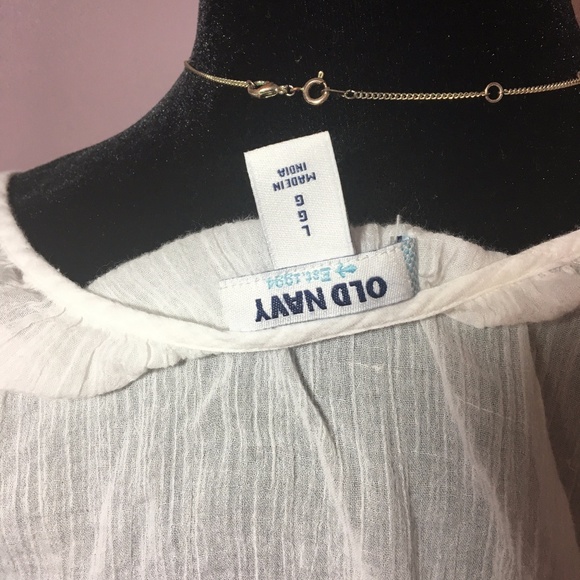 OLD NAVY
Est.1994
L G G
MADE IN
INDIA